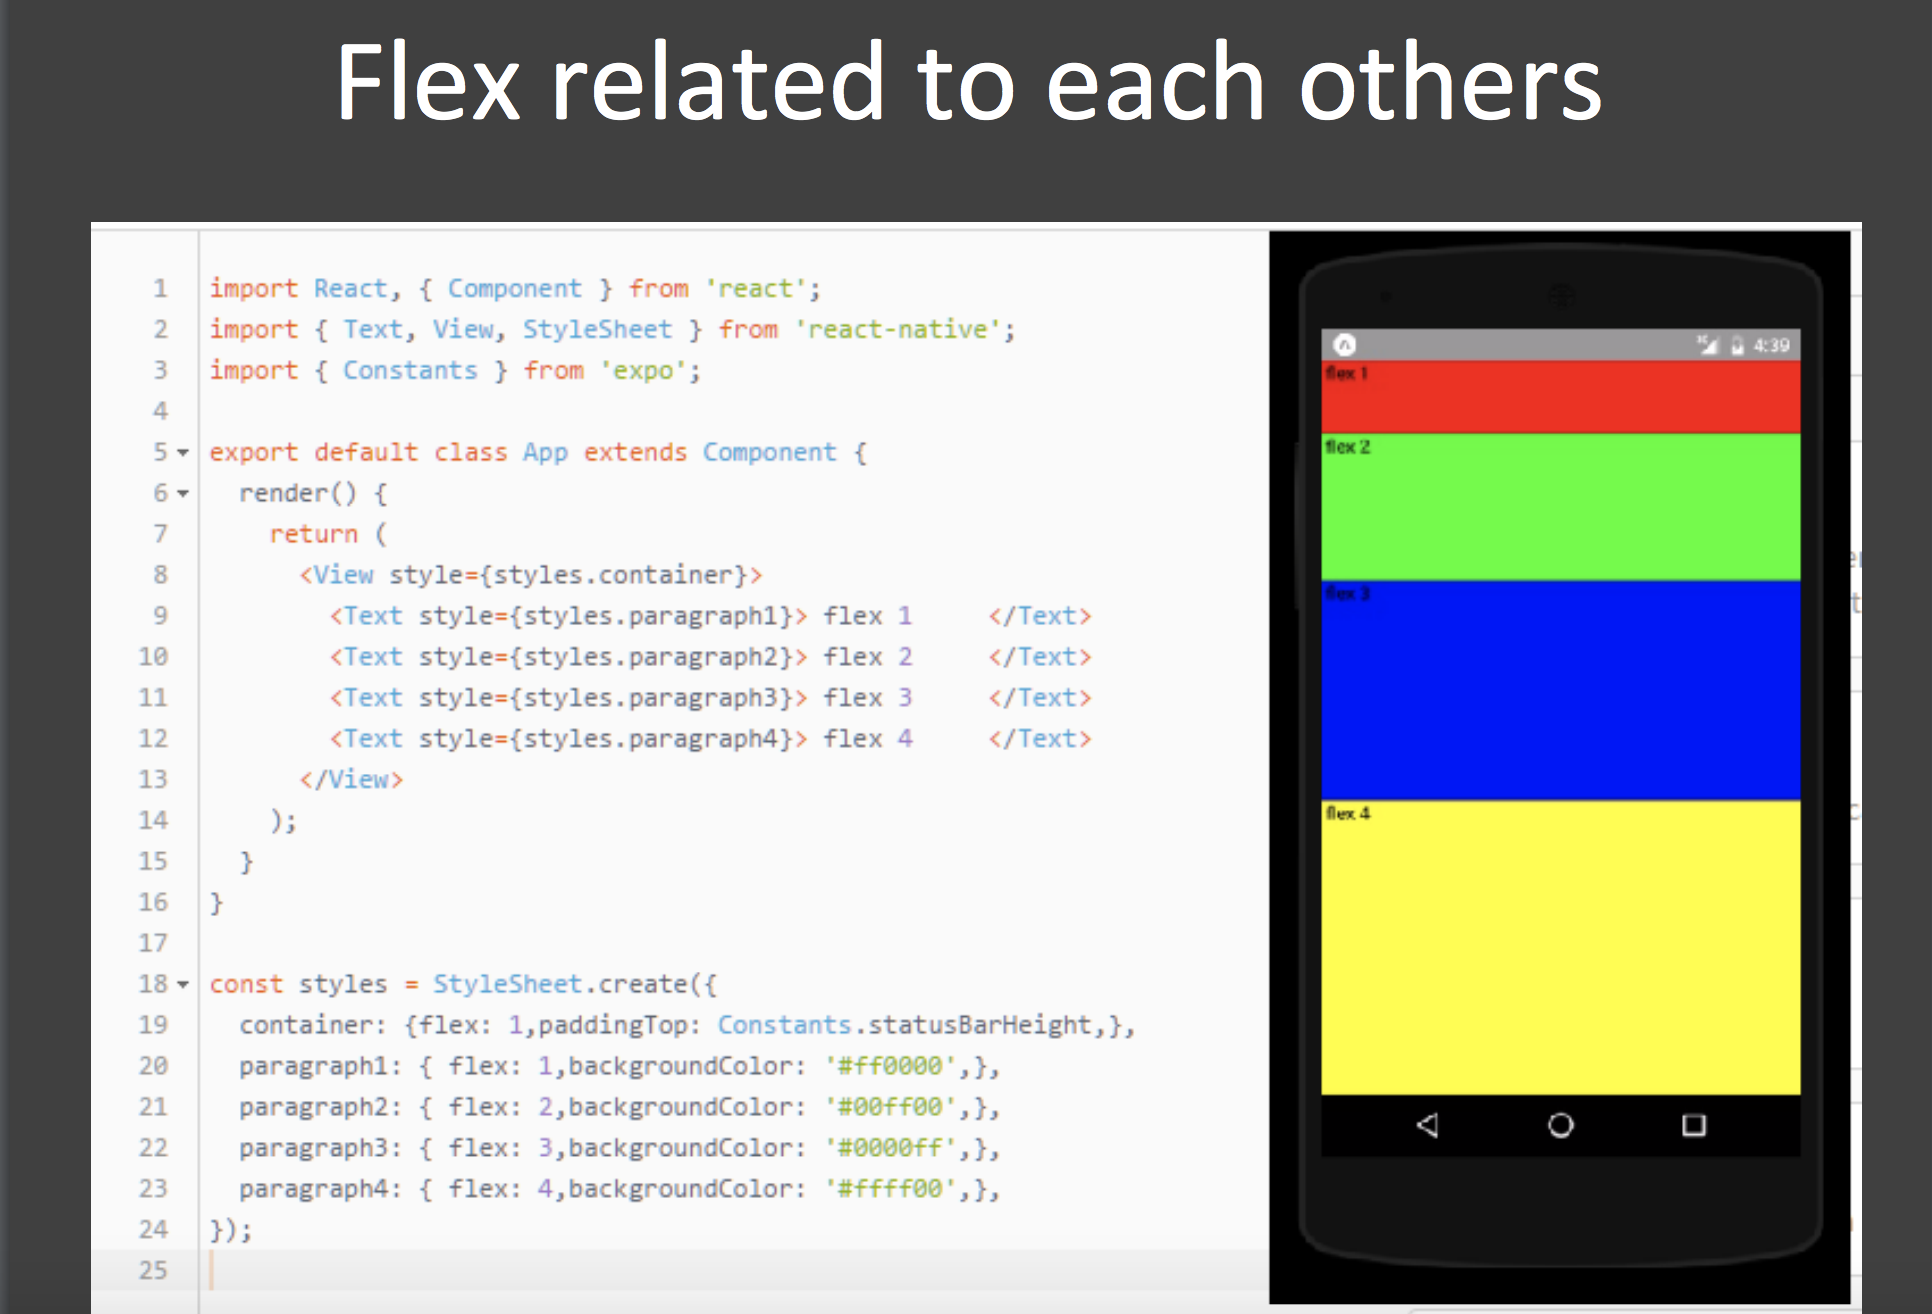 Flex related to each others
1 import React, { Component } from 'react';
2 import { Text, View, StyleSheet } from 'react-native';
3 import { Constants } from 'expo';
4
5 export default class App extends Component {
6 render() {
7 return (
8 <View style={styles.container}>
9 <Text style={styles.paragraph1}> flex 1 </Text>
10 <Text style={styles.paragraph2}> flex 2 </Text>
11 <Text style={styles.paragraph3}> flex 3 </Text>
12 <Text style={styles.paragraph4}> flex 4 </Text>
13 </View>
14 );
15 }
16 }
17
18 const styles = StyleSheet.create({
19 container: {flex: 1,paddingTop: Constants.statusBarHeight,},
20 paragraph1: { flex: 1,backgroundColor: '#ff0000',},
21 paragraph2: { flex: 2,backgroundColor: '#00ff00',},
22 paragraph3: { flex: 3,backgroundColor: '#0000ff',},
23 paragraph4: { flex: 4,backgroundColor: '#ffff00',},
24 });
25
4:39
flex 1
flex 2
flex 3
flex 4